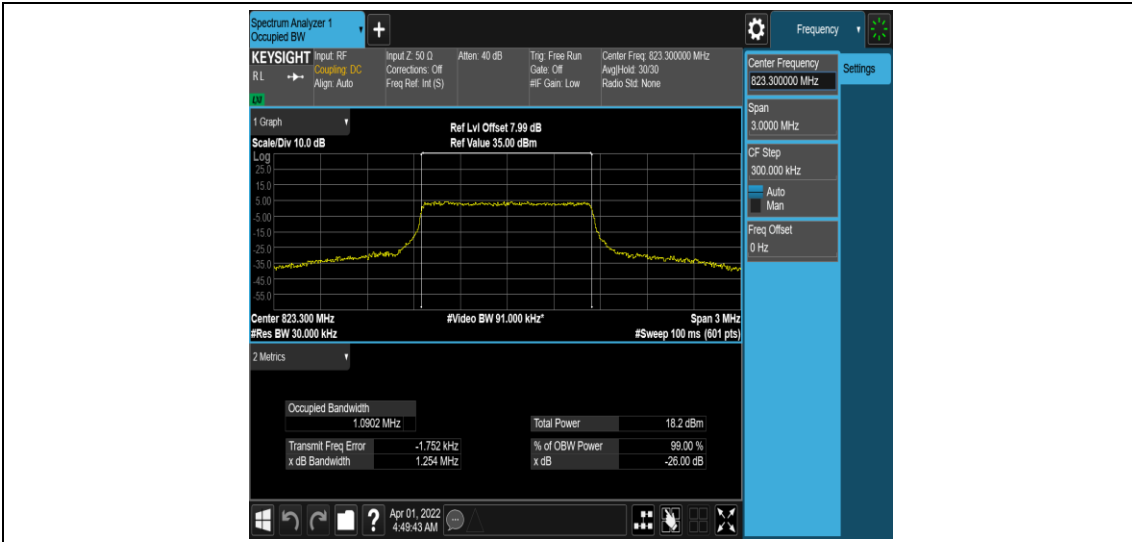 Spectrum Analyzer 1
Occupied BW
Frequency
KEYSIGHT Input: RF Input Z: 50 Ω Atten: 40 dB Trig: Free Run Center Freq: 823.300000 MHz
RL Coupling: DC Corrections: Off Gate: Off Avg|Hold: 30/30
Align: Auto Freq Ref: Int (S) #IF Gain: Low Radio Std: None
Center Frequency
823.300000 MHz
Settings
Span
3.0000 MHz
CF Step
300.000 kHz
Auto
Man
Freq Offset
0 Hz
1 Graph
Ref Lvl Offset 7.99 dB
Scale/Div 10.0 dB Ref Value 35.00 dBm
Log
25.0
15.0
5.00
-5.00
-15.0
-25.0
-35.0
-45.0
-55.0
Center 823.300 MHz #Video BW 91.000 kHz* Span 3 MHz
#Res BW 30.000 kHz #Sweep 100 ms (601 pts)
2 Metrics
Occupied Bandwidth
1.0902 MHz Total Power 18.2 dBm
Transmit Freq Error -1.752 kHz % of OBW Power 99.00 %
x dB Bandwidth 1.254 MHz x dB -26.00 dB
Apr 01, 2022
4:49:43 AM